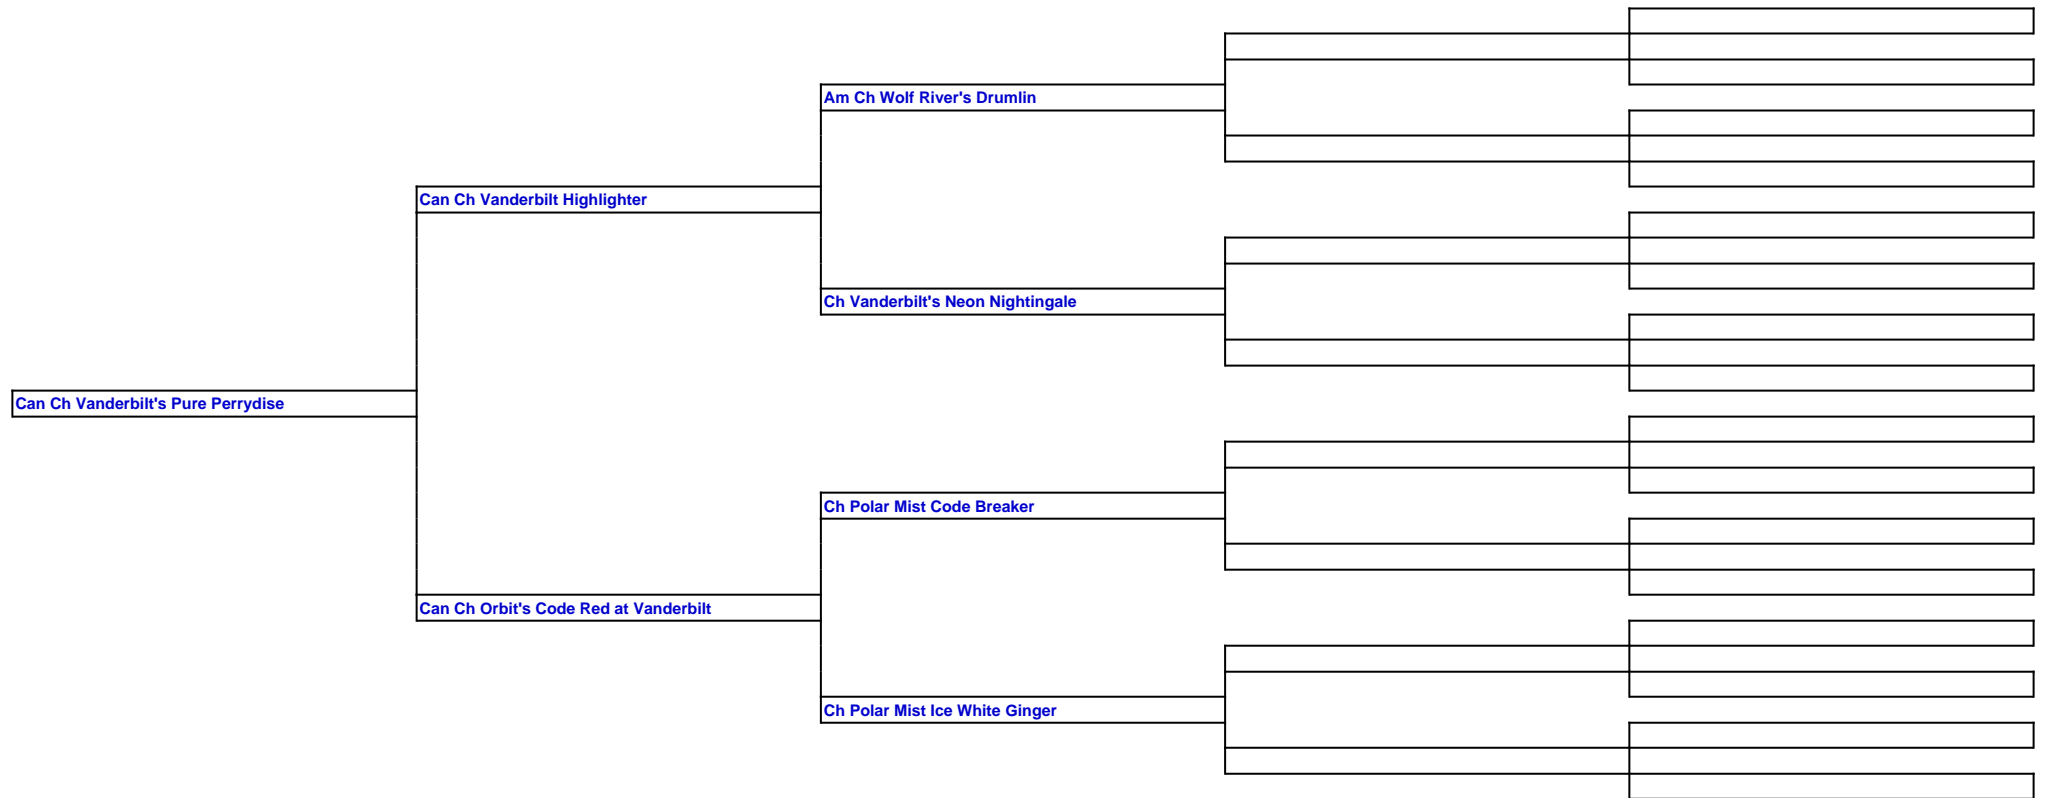 Am Ch Wolf River's Drumlin
Can Ch Vanderbilt Highlighter
Ch Vanderbilt's Neon Nightingale
Can Ch Vanderbilt's Pure Perrydise
Ch Polar Mist Code Breaker
Can Ch Orbit's Code Red at Vanderbilt
Ch Polar Mist Ice White Ginger